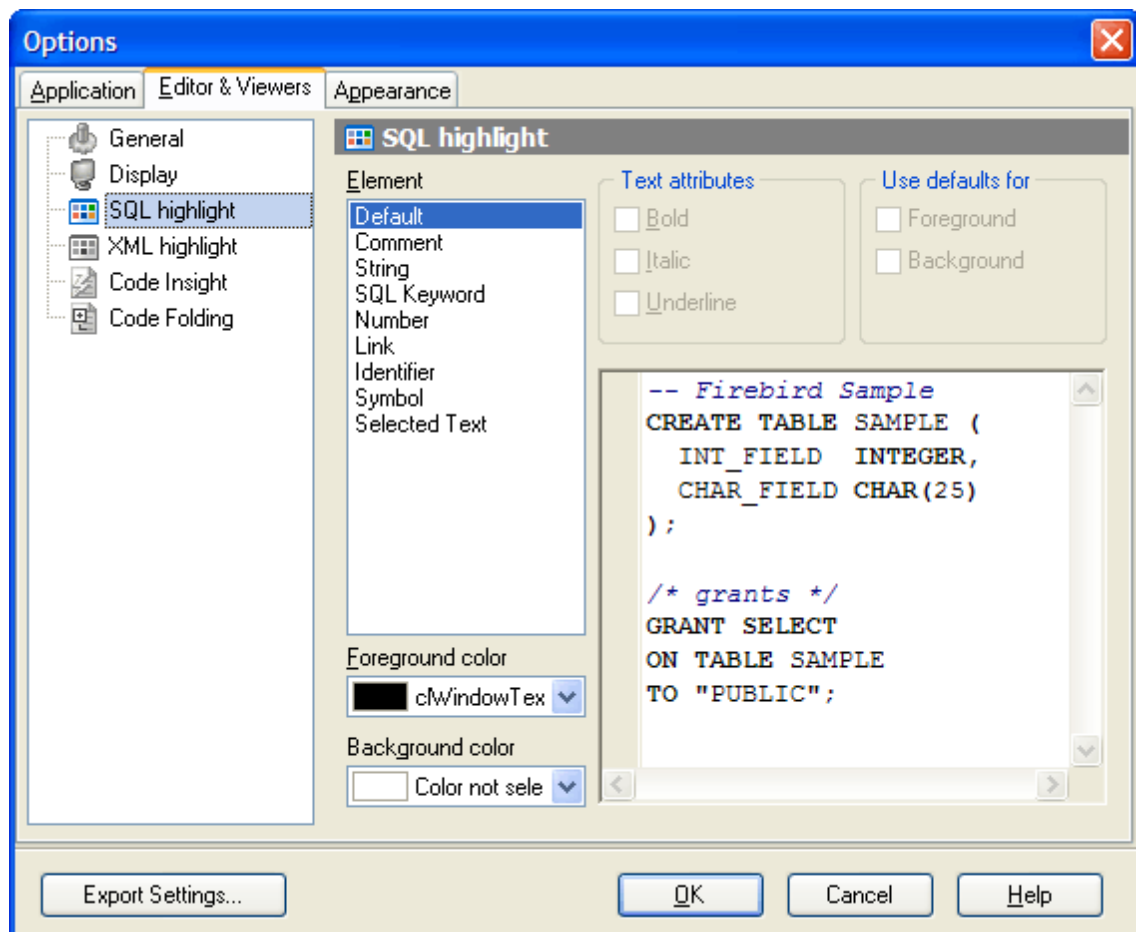 Options
Application
Editor & Viewers
Appearance
General
Display
SQL highlight
XML highlight
Code Insight
Code Folding
SQL highlight
Element
Default
Comment
String
SQL Keyword
Number
Link
Identifier
Symbol
Selected Text
Foreground color
clWindowTex
Background color
Color not sele
Text attributes
Bold
Italic
Underline
Use defaults for
Foreground
Background
-- Firebird Sample
CREATE TABLE SAMPLE (
  INT_FIELD  INTEGER,
  CHAR_FIELD CHAR(25)
);
/* grants */
GRANT SELECT
ON TABLE SAMPLE
TO "PUBLIC";
Export Settings...
OK
Cancel
Help